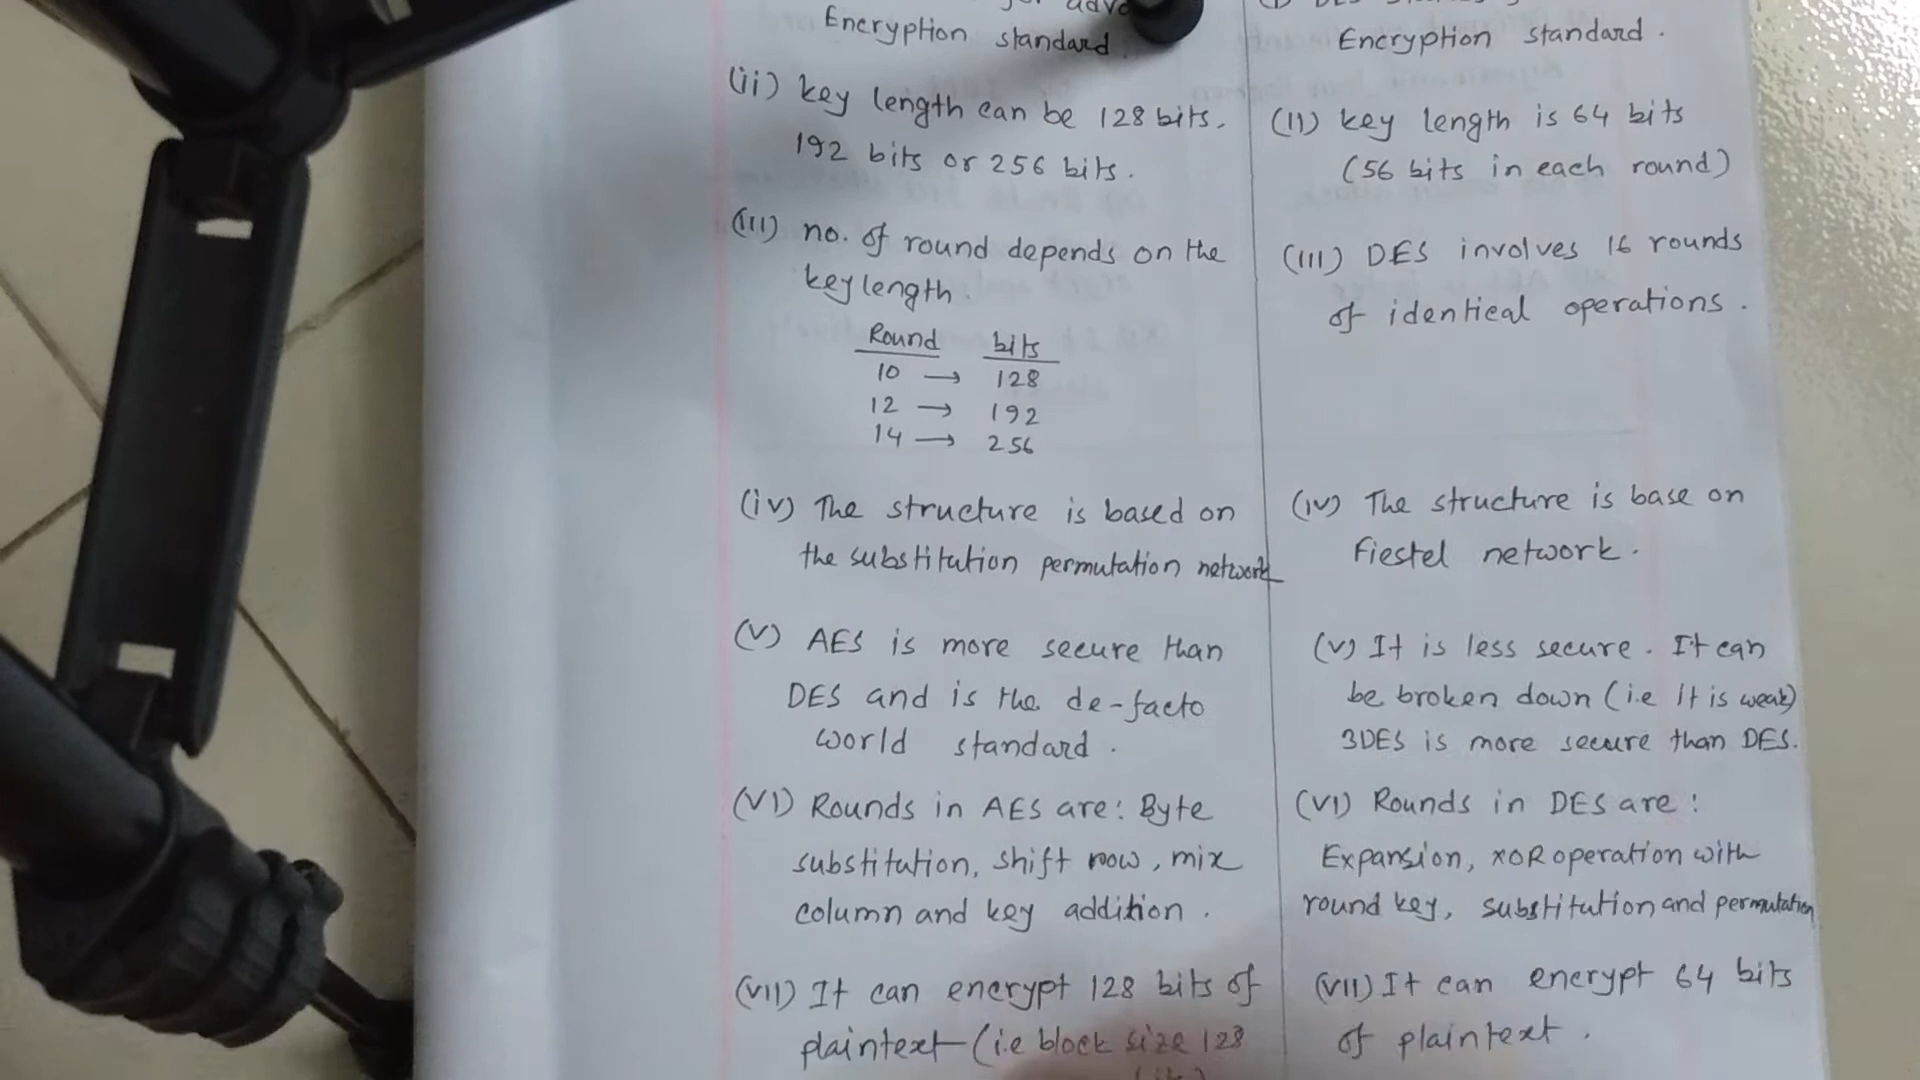 adv
Encryption standard.
(ii) key length can be 128 bits,
192 bits or 256 bits.
(III) no. of round depends on the
key length.
Round bits
10 → 128
12 → 192
14 → 256
(iv) The structure is based on
the substitution permutation network
(V) AES is more secure than
DES and is the de-facto
world standard.
(VI) Rounds in AES are: Byte
substitution, shift row, mix
column and key addition.
(VII) It can encrypt 128 bits of
plaintext (i.e block size 128
Encryption standard.
(II) key length is 64 bits
(56 bits in each round)
(III) DES involves 16 rounds
of identical operations.
(IV) The structure is base on
Fiestel network.
(V) It is less secure. It can
be broken down (i.e it is weak)
3DES is more secure than DES.
(VI) Rounds in DES are:
Expansion, XOR operation with
round key, substitution and permutation
(VII) It can encrypt 64 bits
of plaintext.